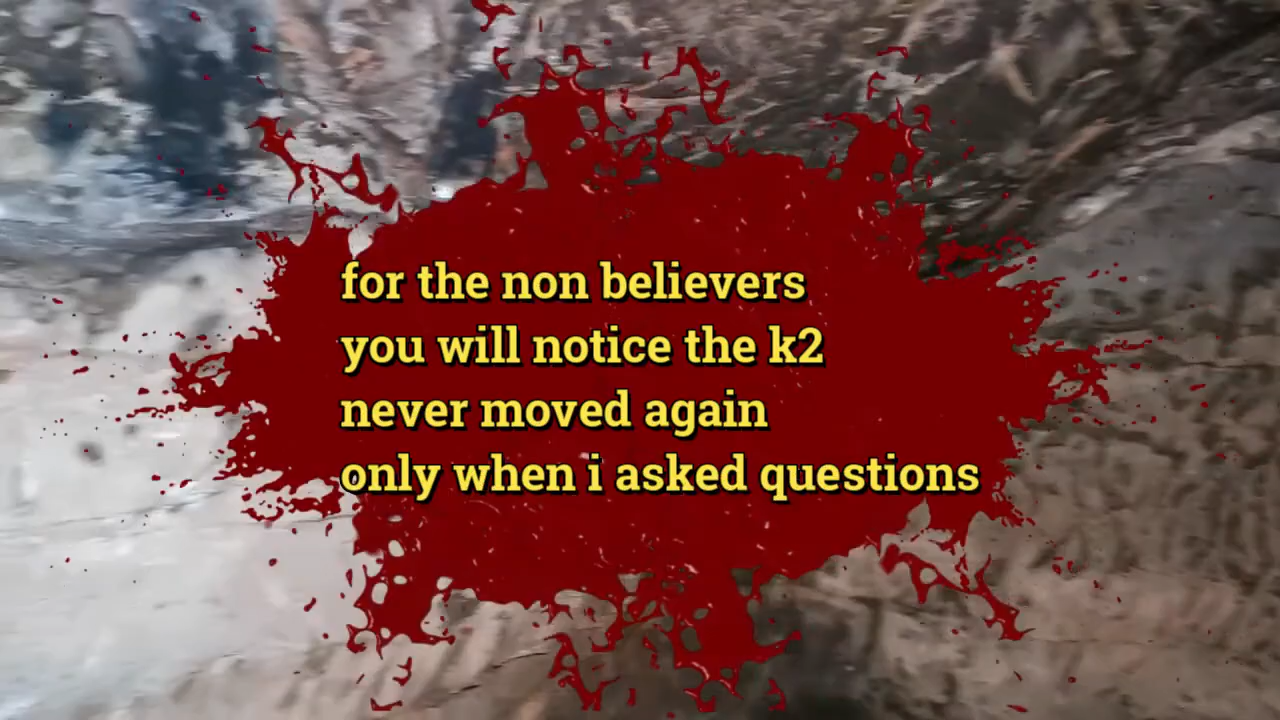 for the non believers
you will notice the k2
never moved again
only when i asked questions